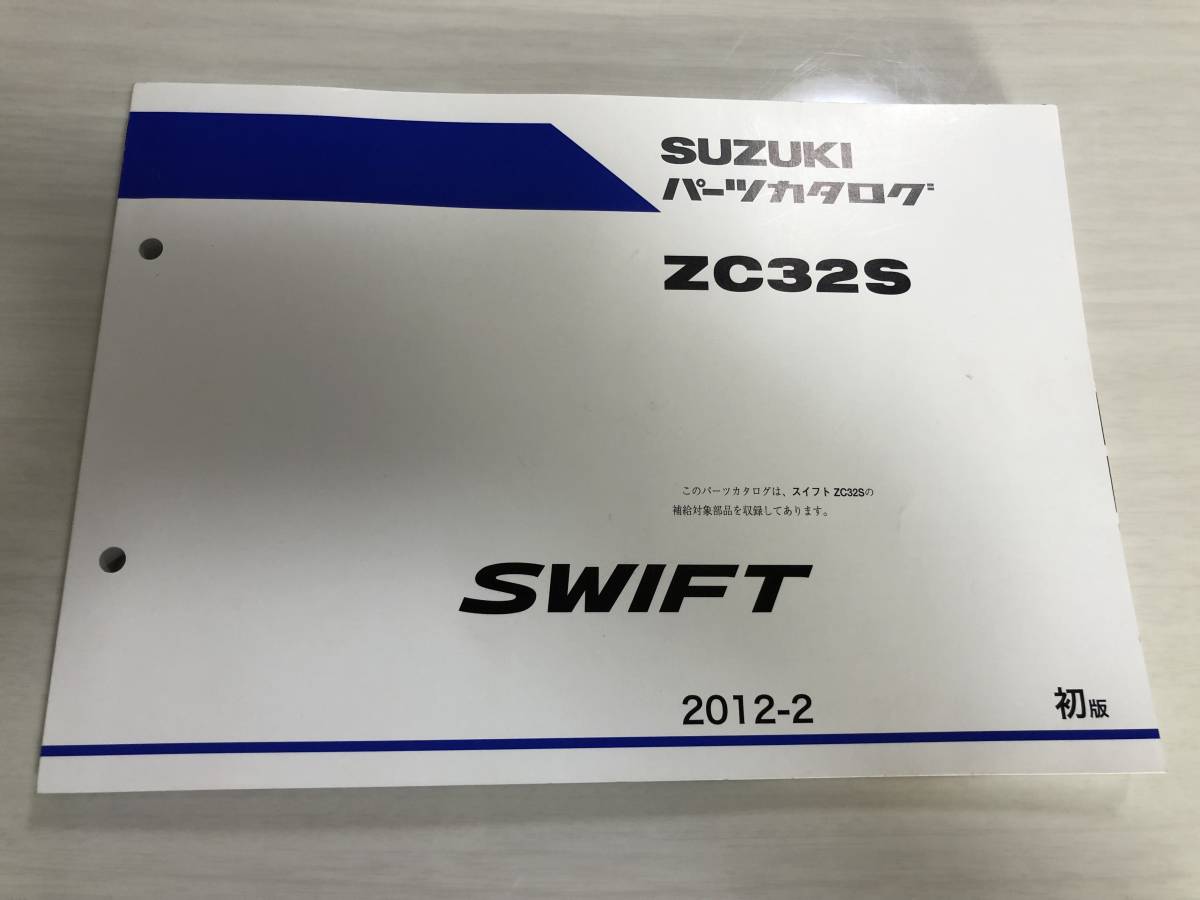 SUZUKI
パーツカタログ
ZC32S
このパーツカタログは、スイフト ZC32Sの
補給対象部品を収録してあります。
SWIFT
2012-2
初版